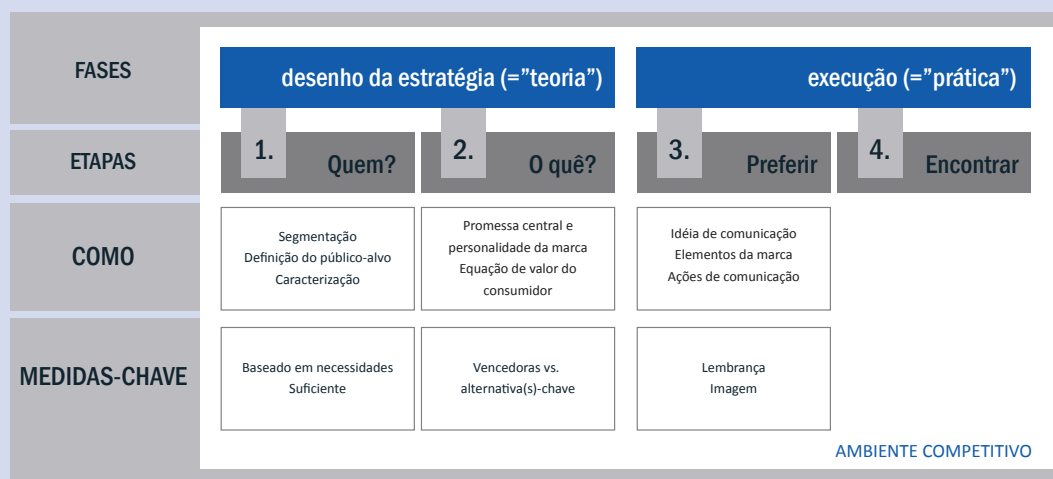 FASES
desenho da estratégia (=”teoria”)
execução (=”prática”)
ETAPAS
1.
Quem?
2.
O quê?
3.
Preferir
4.
Encontrar
COMO
Segmentação
Definição do público-alvo
Caracterização
Promessa central e
personalidade da marca
Equação de valor do
consumidor
Idéia de comunicação
Elementos da marca
Ações de comunicação
MEDIDAS-CHAVE
Baseado em necessidades
Suficiente
Vencedoras vs.
alternativa(s)-chave
Lembrança
Imagem
AMBIENTE COMPETITIVO